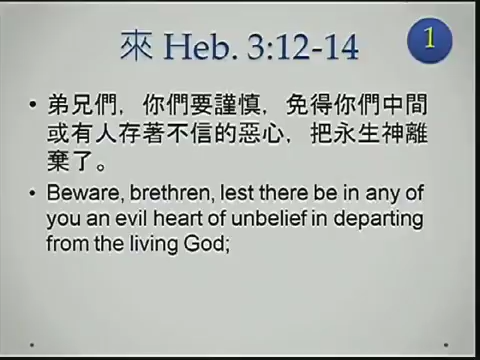 來 Heb. 3:12-14
1
• 弟兄們，你們要謹慎，免得你們中間
或有人存著不信的惡心，把永生神離
棄了。
• Beware, brethren, lest there be in any of
you an evil heart of unbelief in departing
from the living God;